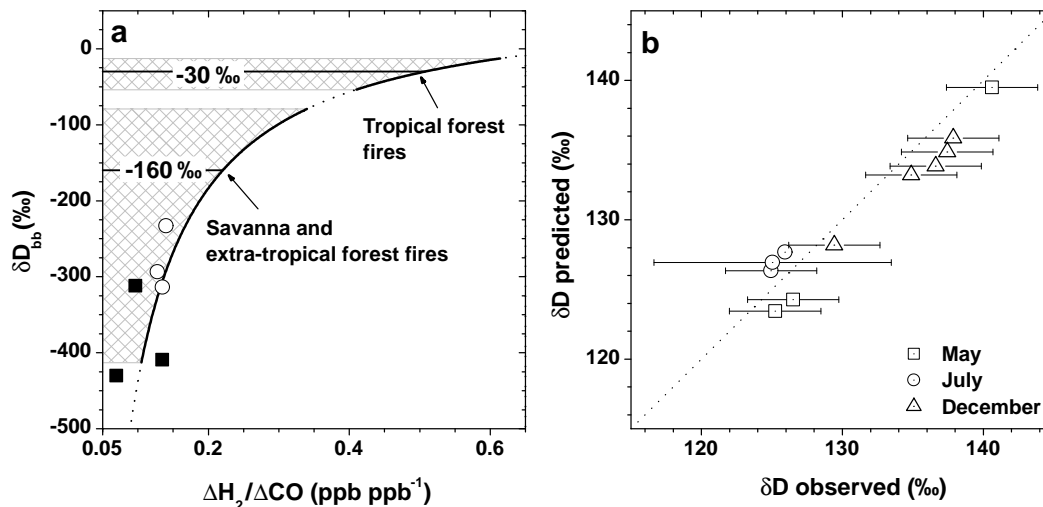 a
0
-100
-200
-300
-400
-500
δD_bb (‰)
-30 ‰
-160 ‰
Tropical forest
fires
Savanna and
extra-tropical forest fires
0.05
0.2
0.4
0.6
ΔH₂/ΔCO (ppb ppb⁻¹)
b
140
130
120
δD predicted (‰)
May
July
December
120
130
140
δD observed (‰)